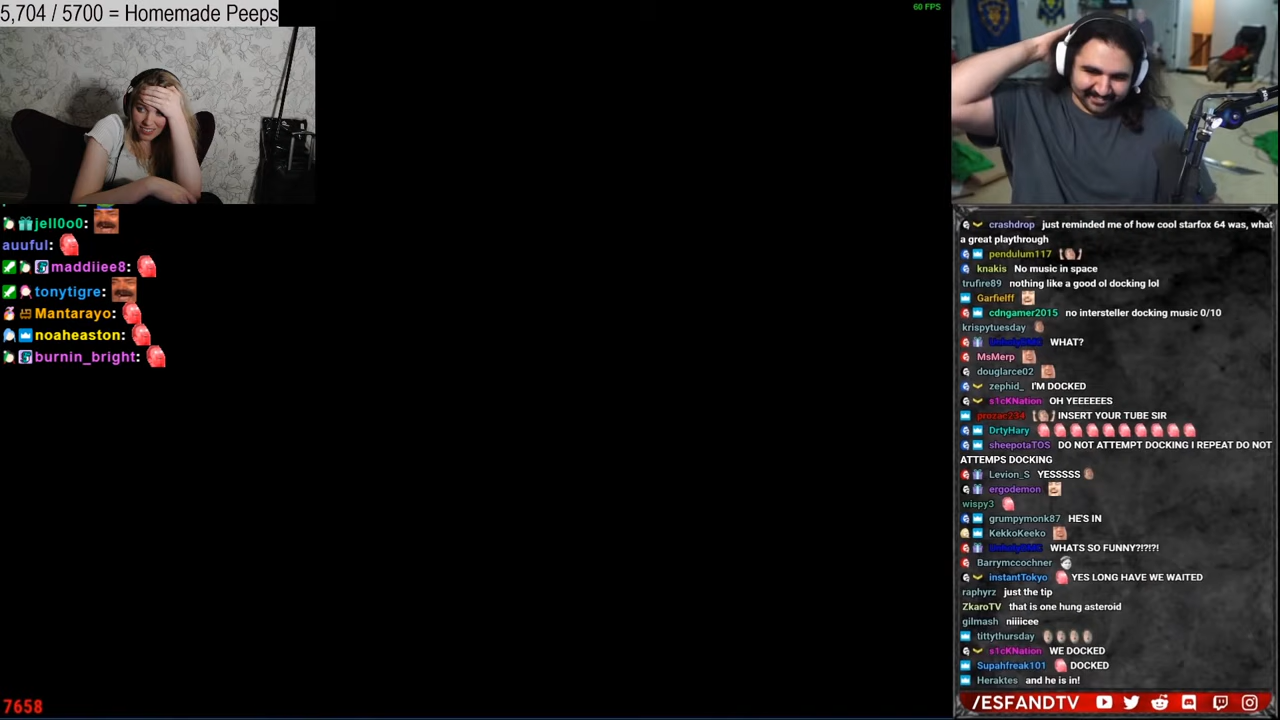 5,704 / 5700 = Homemade Peeps
60 FPS
jell0o0:
auuful:
maddiiee8:
tonytigre:
Mantarayo:
noaheaston:
burnin_bright:
7658
crashdrop just reminded me of how cool starfox 64 was, what
a great playthrough
pendulum117
knakis No music in space
trufire89 nothing like a good ol docking lol
Garfielff
cdngamer2015 no intersteller docking music 0/10
krispytuesday
WHAT?
MsMerp
douglarce02
zephid_ I'M DOCKED
s1cKNation OH YEEEEEES
prozac234 INSERT YOUR TUBE SIR
DrtyHary
sheepotaTOS DO NOT ATTEMPT DOCKING I REPEAT DO NOT
ATTEMPS DOCKING
Levion_S YESSSSS
ergodemon
wispy3
grumpymonk87 HE'S IN
KekkoKeeko
WHATS SO FUNNY?!?!?!
Barrymccochner
instantTokyo YES LONG HAVE WE WAITED
raphyrz just the tip
ZkaroTV that is one hung asteroid
gilmash niiiicee
tittythursday
s1cKNation WE DOCKED
Supahfreak101 DOCKED
Heraktes and he is in!
/ESFANDTV